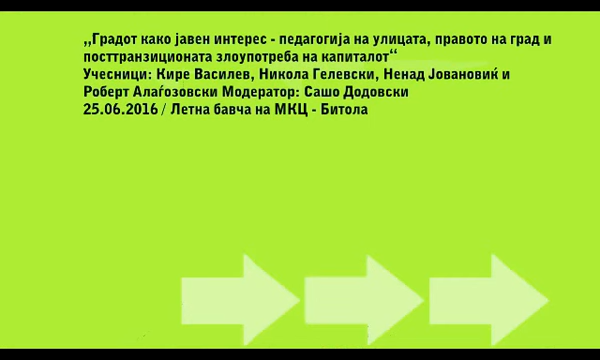 „Градот како јавен интерес - педагогија на улицата, правото на град и
посттранзиционата злоупотреба на капиталот“
Учесници: Кире Василев, Никола Гелевски, Ненад Јовановиќ и
Роберт Алаѓозовски Модератор: Сашо Додовски
25.06.2016 / Летна бавча на МКЦ - Битола